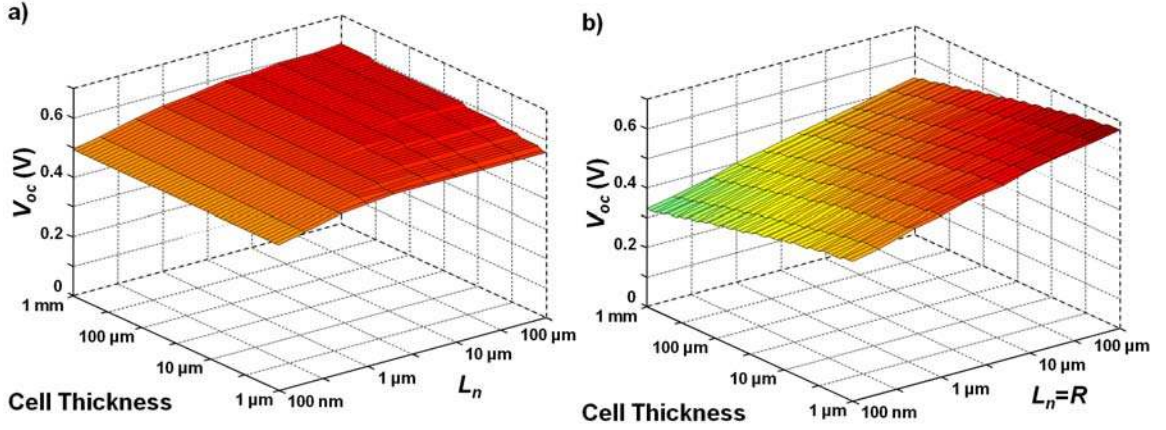 a)
0.6
0.4
0.2
0
V_oc (V)
1 mm
100 µm
10 µm
1 µm
Cell Thickness
100 nm
1 µm
10 µm
100 µm
L_n
b)
0.6
0.4
0.2
0
V_oc (V)
1 mm
100 µm
10 µm
1 µm
Cell Thickness
100 nm
1 µm
10 µm
100 µm
L_n=R